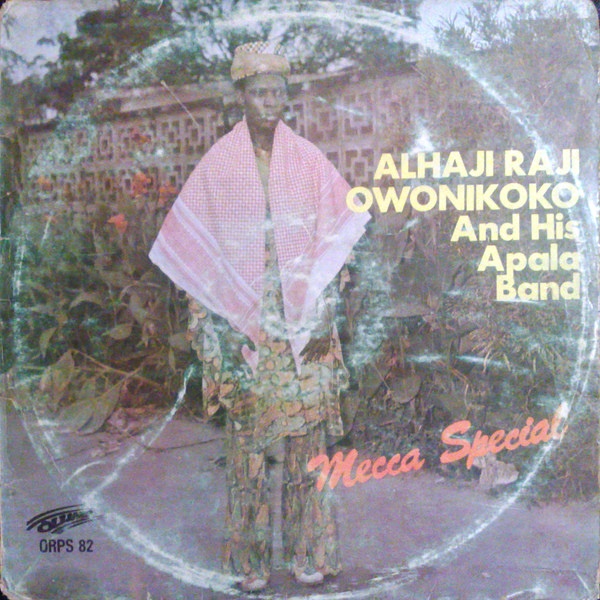 ALHAJI RAJI
OWONIKOKO
And His
Apala
Band
Mecca Special
ORPS 82